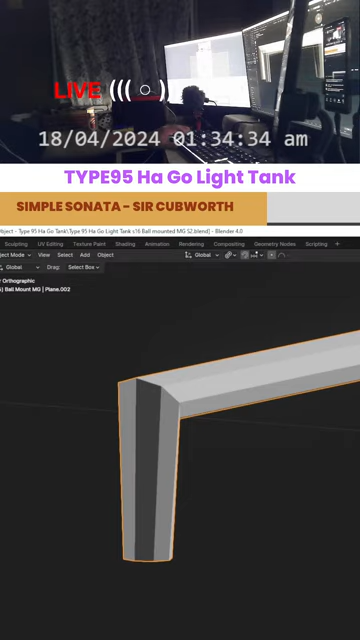 LIVE ((( ))
18/04/2024 01:34:34 am
TYPE95 Ha Go Light Tank
SIMPLE SONATA - SIR CUBWORTH
bject - Type 95 Ha Go Tank\Type 95 Ha Go Light Tank s\16 Ball mounted MG S2.blend] - Blender 4.0
Sculpting UV Editing Texture Paint Shading Animation Rendering Compositing Geometry Nodes Scripting +
ject Mode View Select Add Object Global
Global Drag: Select Box
Orthographic
) Ball Mount MG | Plane.002